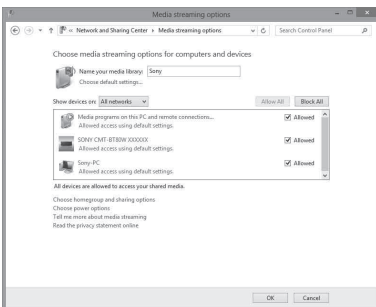 Media streaming options
« Network and Sharing Center ▸ Media streaming options
Search Control Panel
Choose media streaming options for computers and devices
Name your media library: Sony
Choose default settings...
Show devices on: All networks
Allow All
Block All
Media programs on this PC and remote connections...
Allowed access using default settings.
Allowed
SONY CMT-BT80W XXXXXX
Allowed access using default settings.
Allowed
Sony-PC
Allowed access using default settings.
Allowed
All devices are allowed to access your shared media.
Choose homegroup and sharing options
Choose power options
Tell me more about media streaming
Read the privacy statement online
OK
Cancel